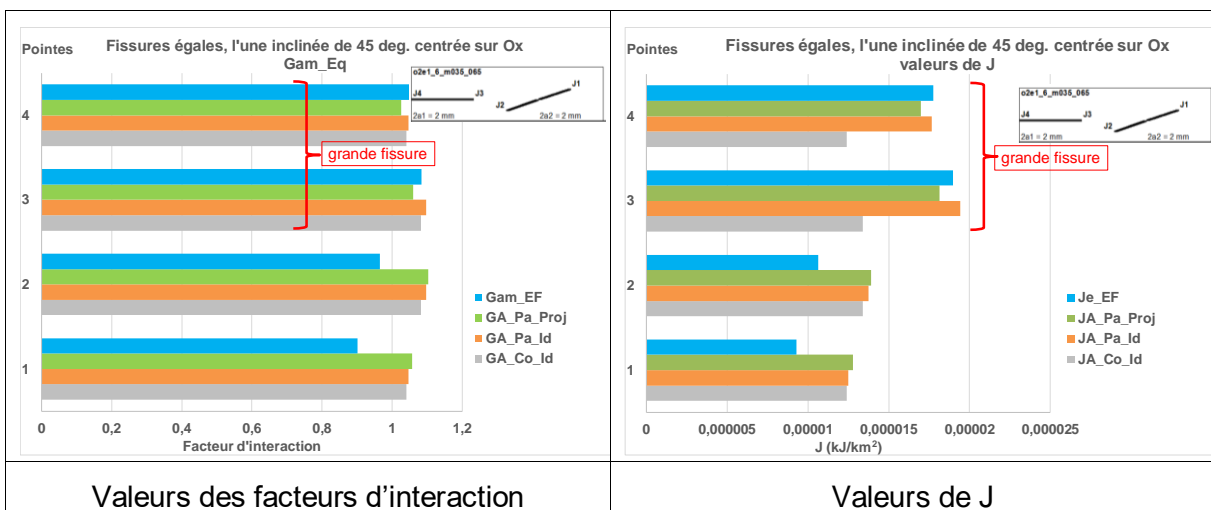 Pointes
Fissures égales, l'une inclinée de 45 deg. centrée sur Ox
Gam_Eq
o2e1_6_m035_065
J4
J3
J2
J1
2a1 = 2 mm
2a2 = 2 mm
4
grande fissure
3
2
1
Gam_EF
GA_Pa_Proj
GA_Pa_Id
GA_Co_Id
0 0,2 0,4 0,6 0,8 1 1,2
Facteur d'interaction
Pointes
Fissures égales, l'une inclinée de 45 deg. centrée sur Ox
valeurs de J
o2e1_6_m035_065
J4
J3
J2
J1
2a1 = 2 mm
2a2 = 2 mm
4
grande fissure
3
2
1
Je_EF
JA_Pa_Proj
JA_Pa_Id
JA_Co_Id
0 0,000005 0,00001 0,000015 0,00002 0,000025
J (kJ/km²)
Valeurs des facteurs d'interaction
Valeurs de J